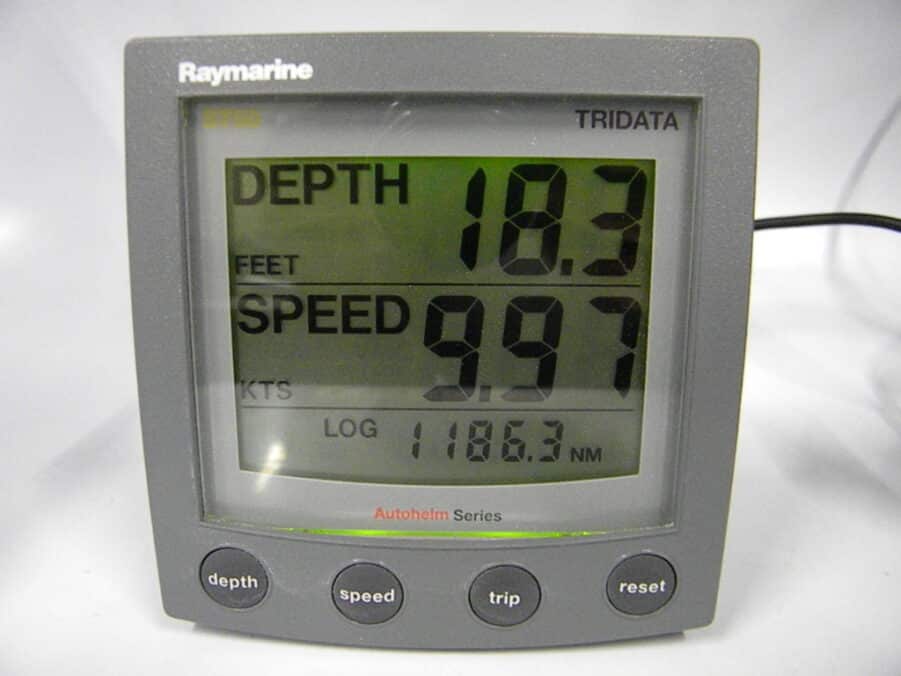 Raymarine
ST60 TRIDATA
DEPTH 18.3
FEET
SPEED 9.97
KTS
LOG 1186.3 NM
Autohelm Series
depth speed trip reset